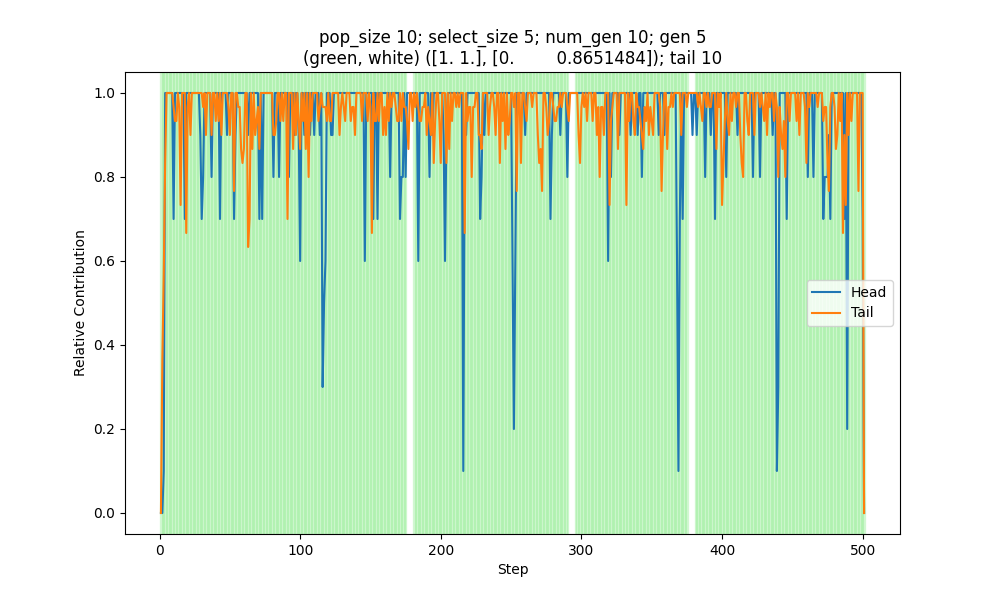 pop_size 10; select_size 5; num_gen 10; gen 5
(green, white) ([1. 1.], [0.        0.8651484]); tail 10
Relative Contribution
1.0
0.8
0.6
0.4
0.2
0.0
Head
Tail
0 100 200 300 400 500
Step